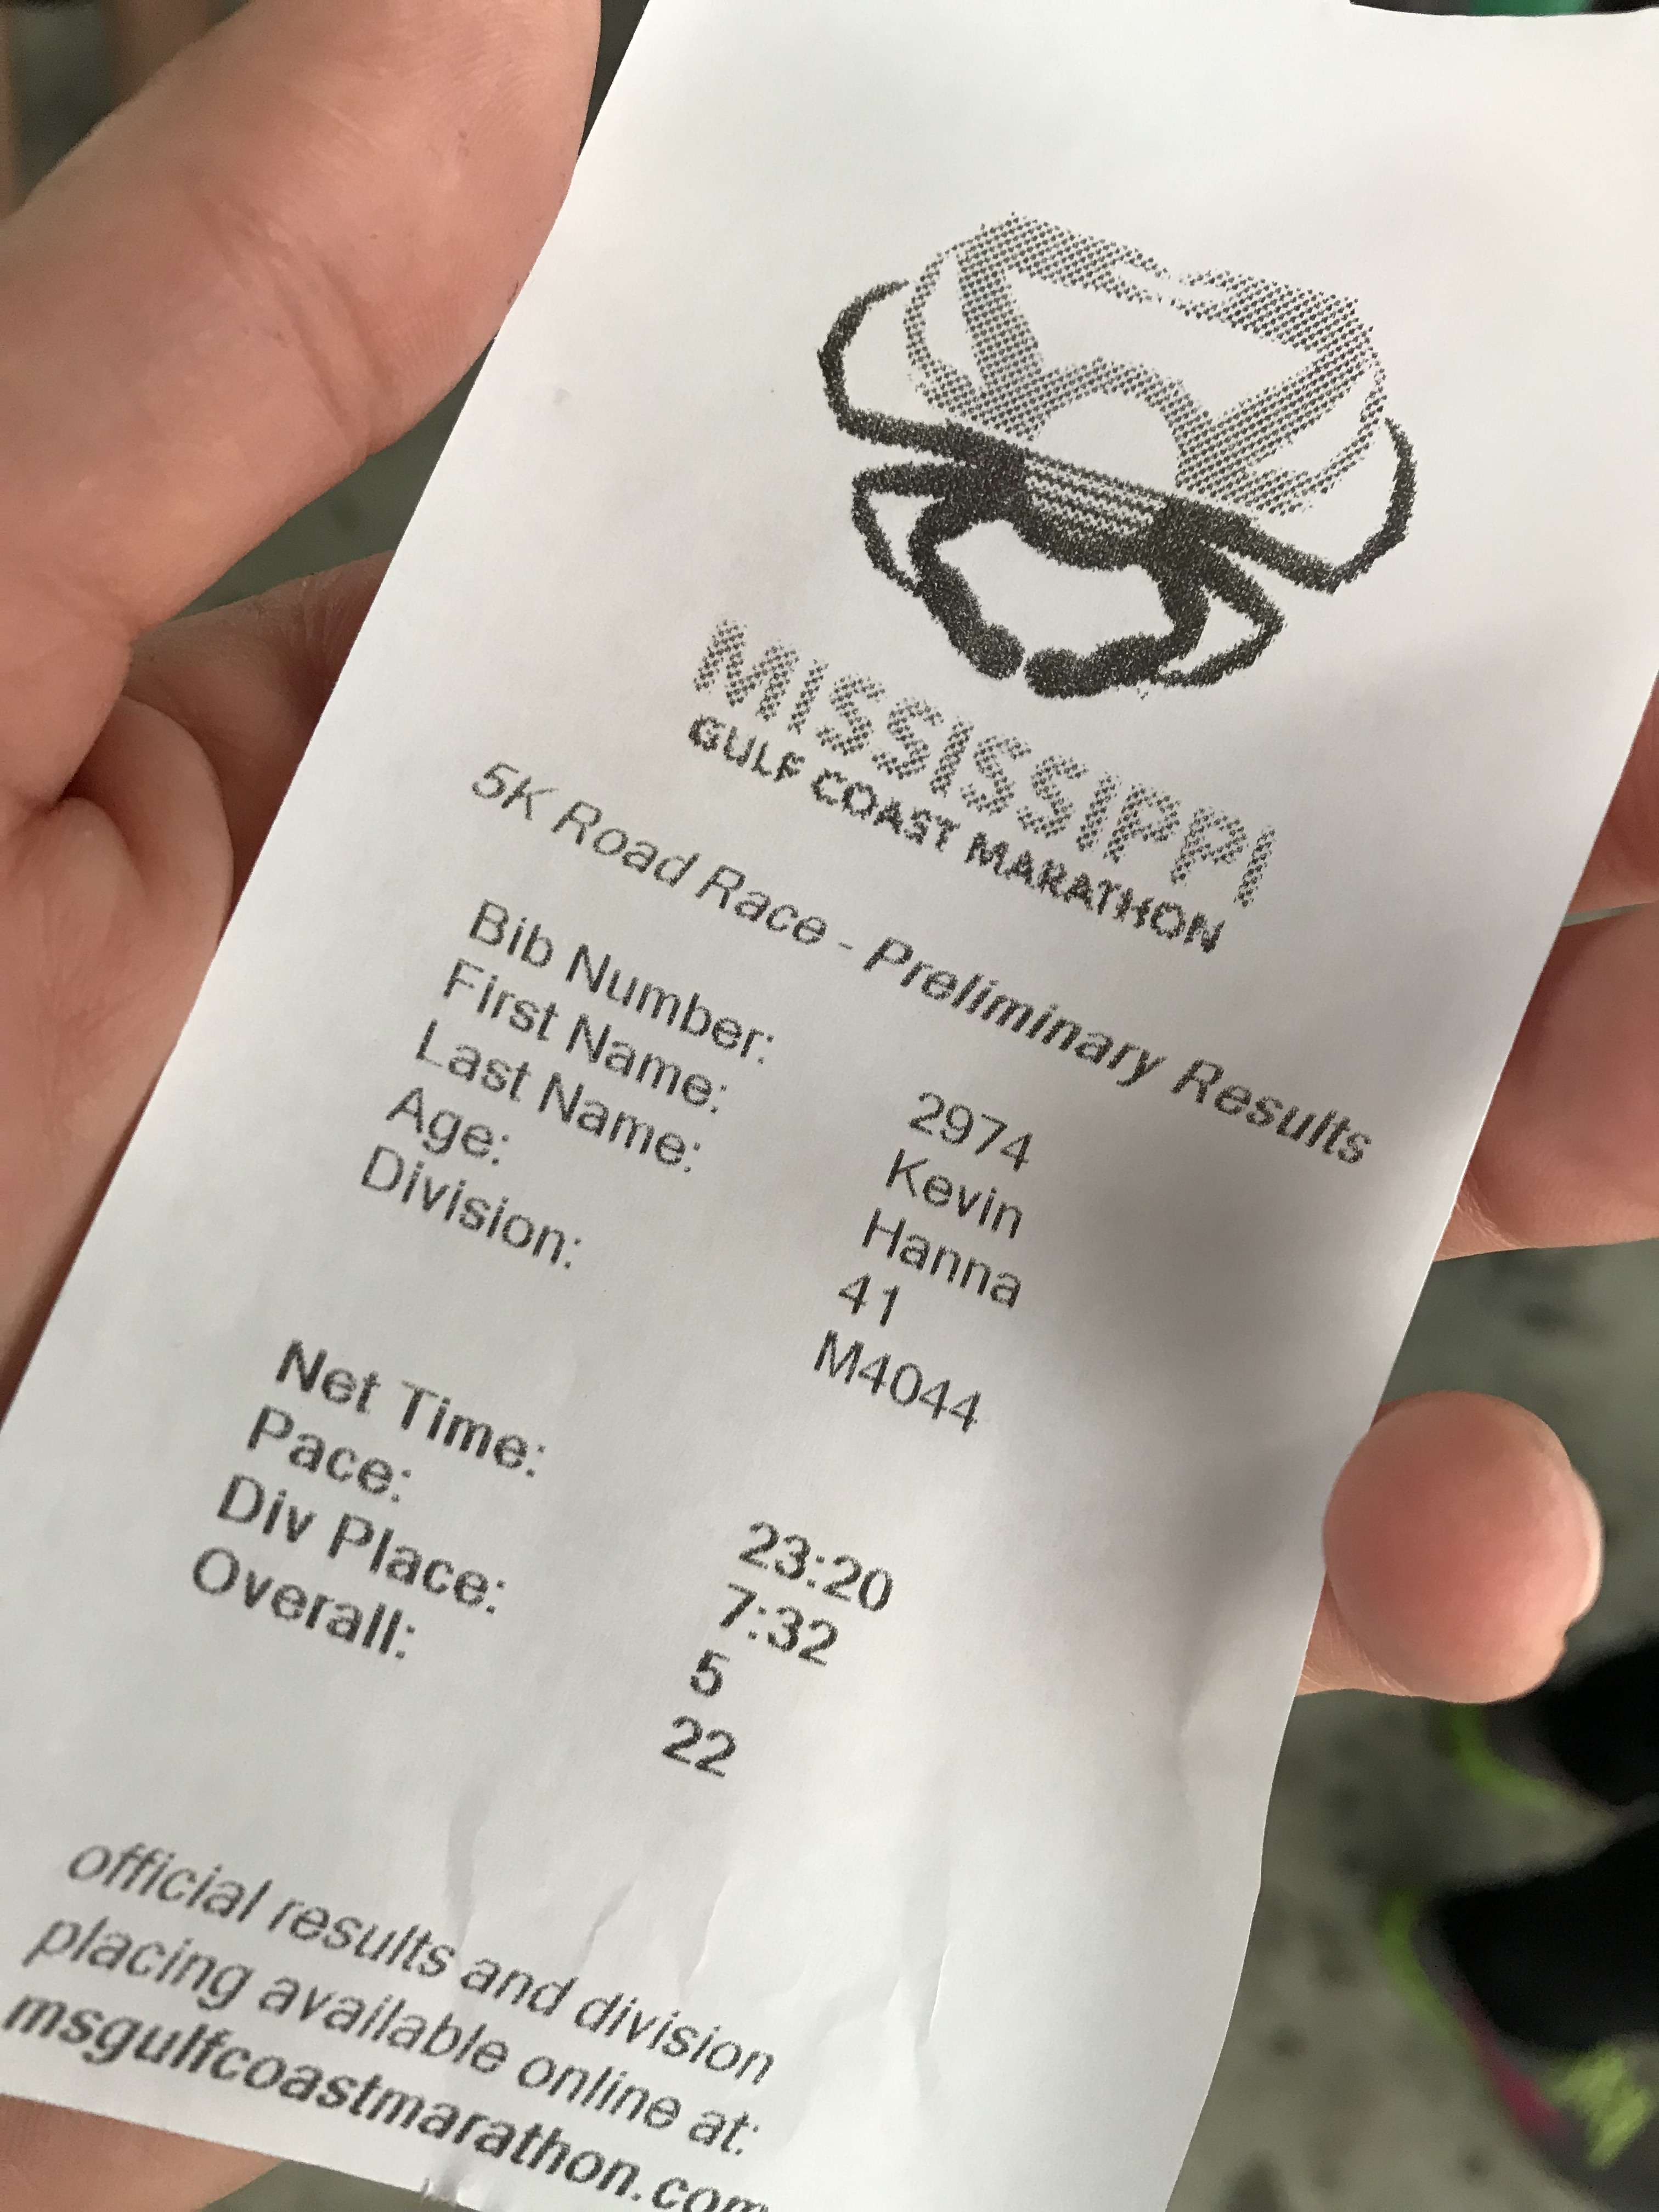 MISSISSIPPI
GULF COAST MARATHON
5K Road Race - Preliminary Results
Bib Number: 2974
First Name: Kevin
Last Name: Hanna
Age: 41
Division: M4044
Net Time: 23:20
Pace: 7:32
Div Place: 5
Overall: 22
official results and division
placing available online at:
msgulfcoastmarathon.com